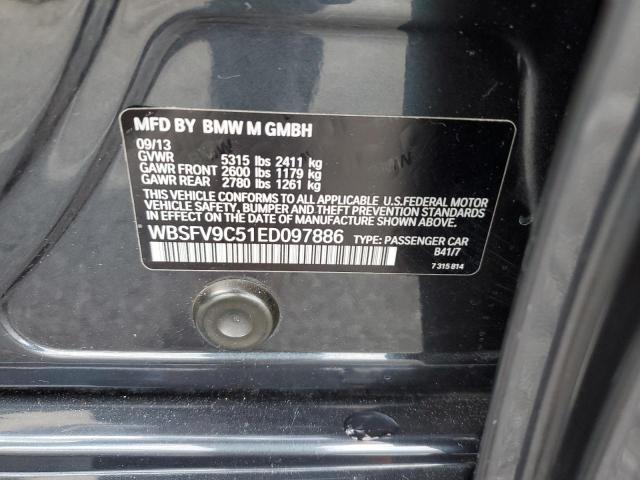 MFD BY BMW M GMBH
09/13
GVWR 5315 lbs 2411 kg
GAWR FRONT 2600 lbs 1179 kg
GAWR REAR 2780 lbs 1261 kg
THIS VEHICLE CONFORMS TO ALL APPLICABLE U.S.FEDERAL MOTOR
VEHICLE SAFETY, BUMPER AND THEFT PREVENTION STANDARDS
IN EFFECT ON THE DATE OF MANUFACTURE SHOWN ABOVE.
WBSFV9C51ED097886 TYPE: PASSENGER CAR
B41/7
7 315 814